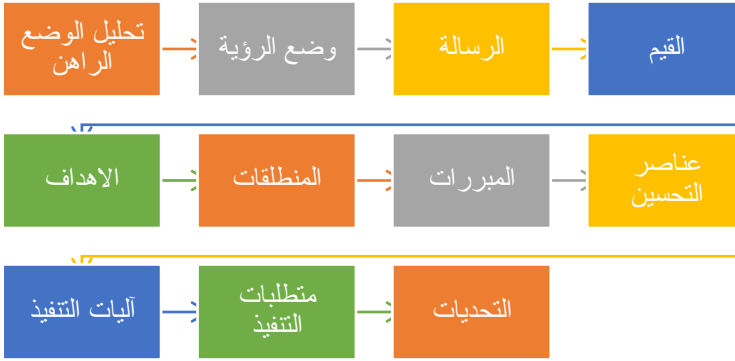 تحليل الوضع
الراهن
وضع الرؤية
الرسالة
القيم
الاهداف
المنطلقات
المبررات
عناصر
التحسين
آليات التنفيذ
متطلبات
التنفيذ
التحديات